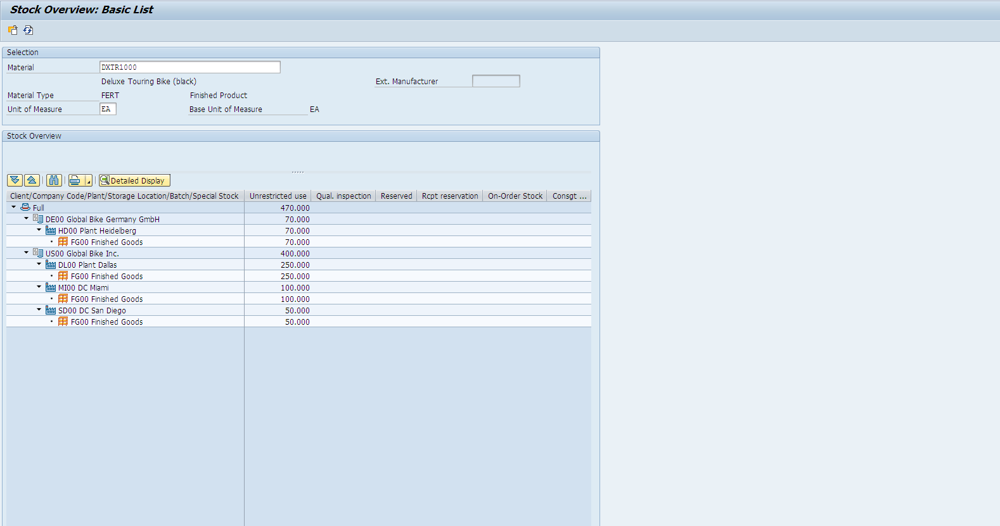 Stock Overview: Basic List
Selection
Material DXTR1000
Deluxe Touring Bike (black) Ext. Manufacturer
Material Type FERT Finished Product
Unit of Measure EA Base Unit of Measure EA
Stock Overview
Detailed Display
Client/Company Code/Plant/Storage Location/Batch/Special Stock Unrestricted use Qual. inspection Reserved Rcpt reservation On-Order Stock Consgt ...
Full 470.000
DE00 Global Bike Germany GmbH 70.000
HD00 Plant Heidelberg 70.000
FG00 Finished Goods 70.000
US00 Global Bike Inc. 400.000
DL00 Plant Dallas 250.000
FG00 Finished Goods 250.000
MI00 DC Miami 100.000
FG00 Finished Goods 100.000
SD00 DC San Diego 50.000
FG00 Finished Goods 50.000